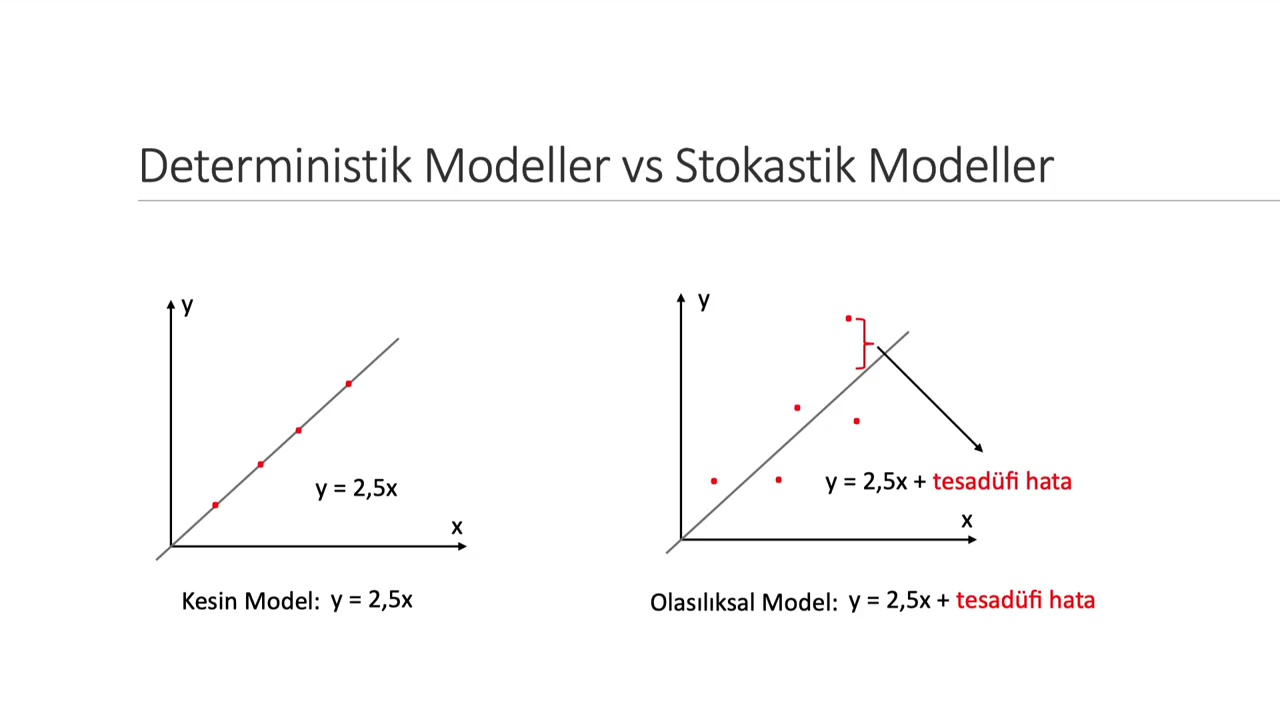 Deterministik Modeller vs Stokastik Modeller
y
y = 2,5x
x
Kesin Model: y = 2,5x
y
y = 2,5x + tesadüfi hata
x
Olasılıksal Model: y = 2,5x + tesadüfi hata